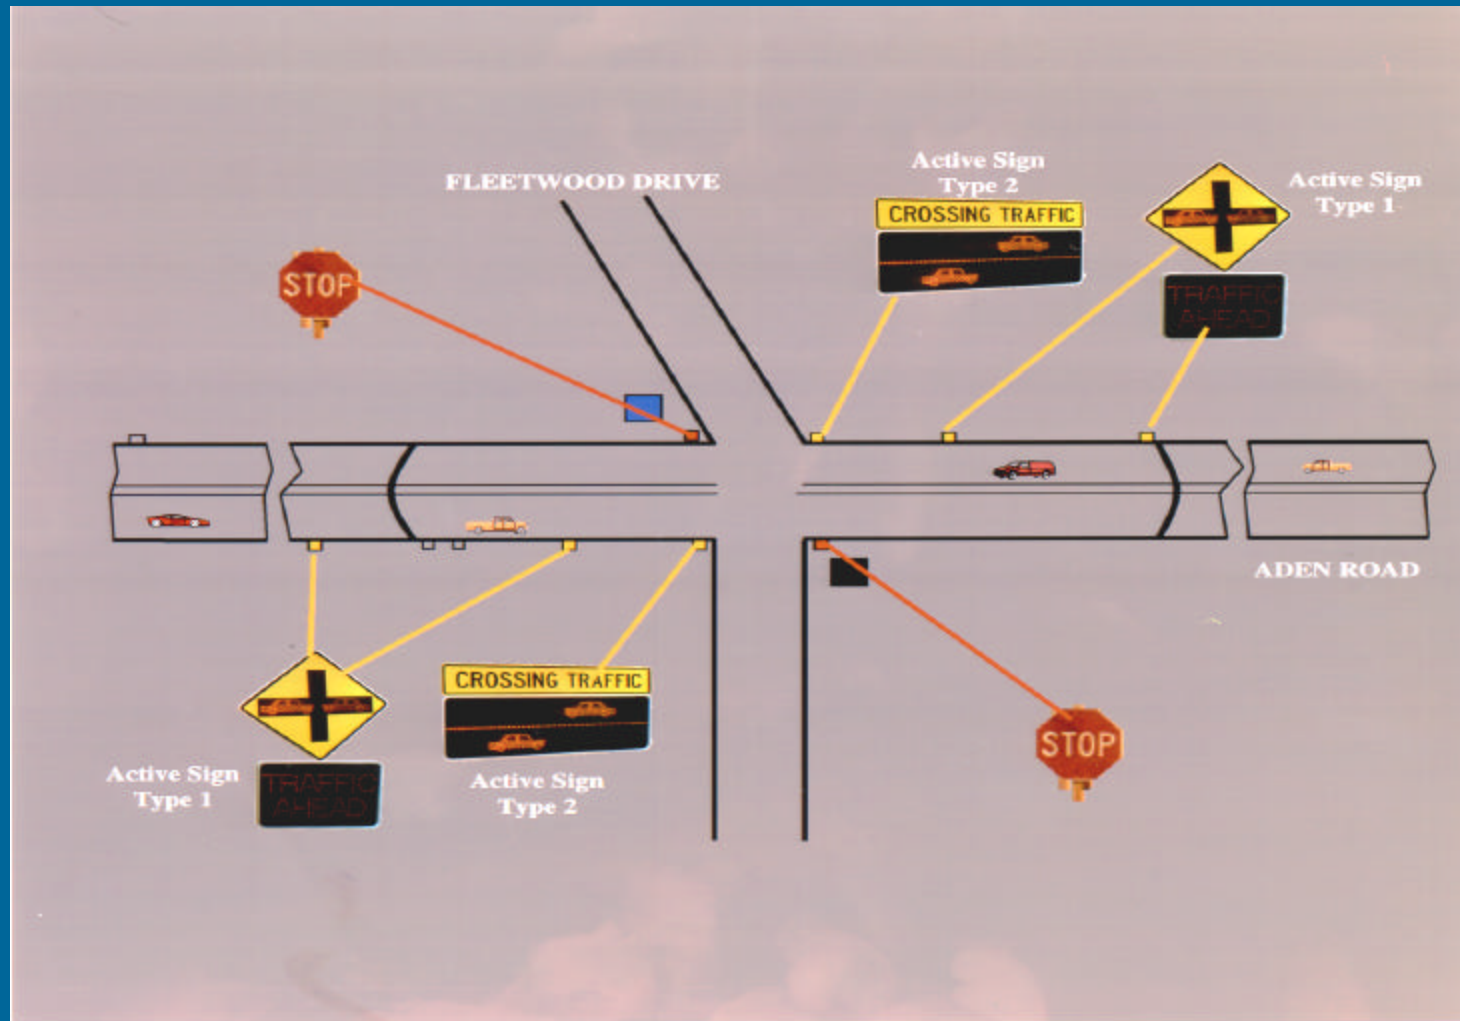 FLEETWOOD DRIVE
Active Sign
Type 2
CROSSING TRAFFIC
Active Sign
Type 1
TRAFFIC
AHEAD
STOP
ADEN ROAD
Active Sign
Type 1
TRAFFIC
AHEAD
CROSSING TRAFFIC
Active Sign
Type 2
STOP